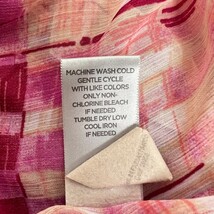 MACHINE WASH COLD
GENTLE CYCLE
WITH LIKE COLORS
ONLY NON-
CHLORINE BLEACH
IF NEEDED
TUMBLE DRY LOW
COOL IRON
IF NEEDED